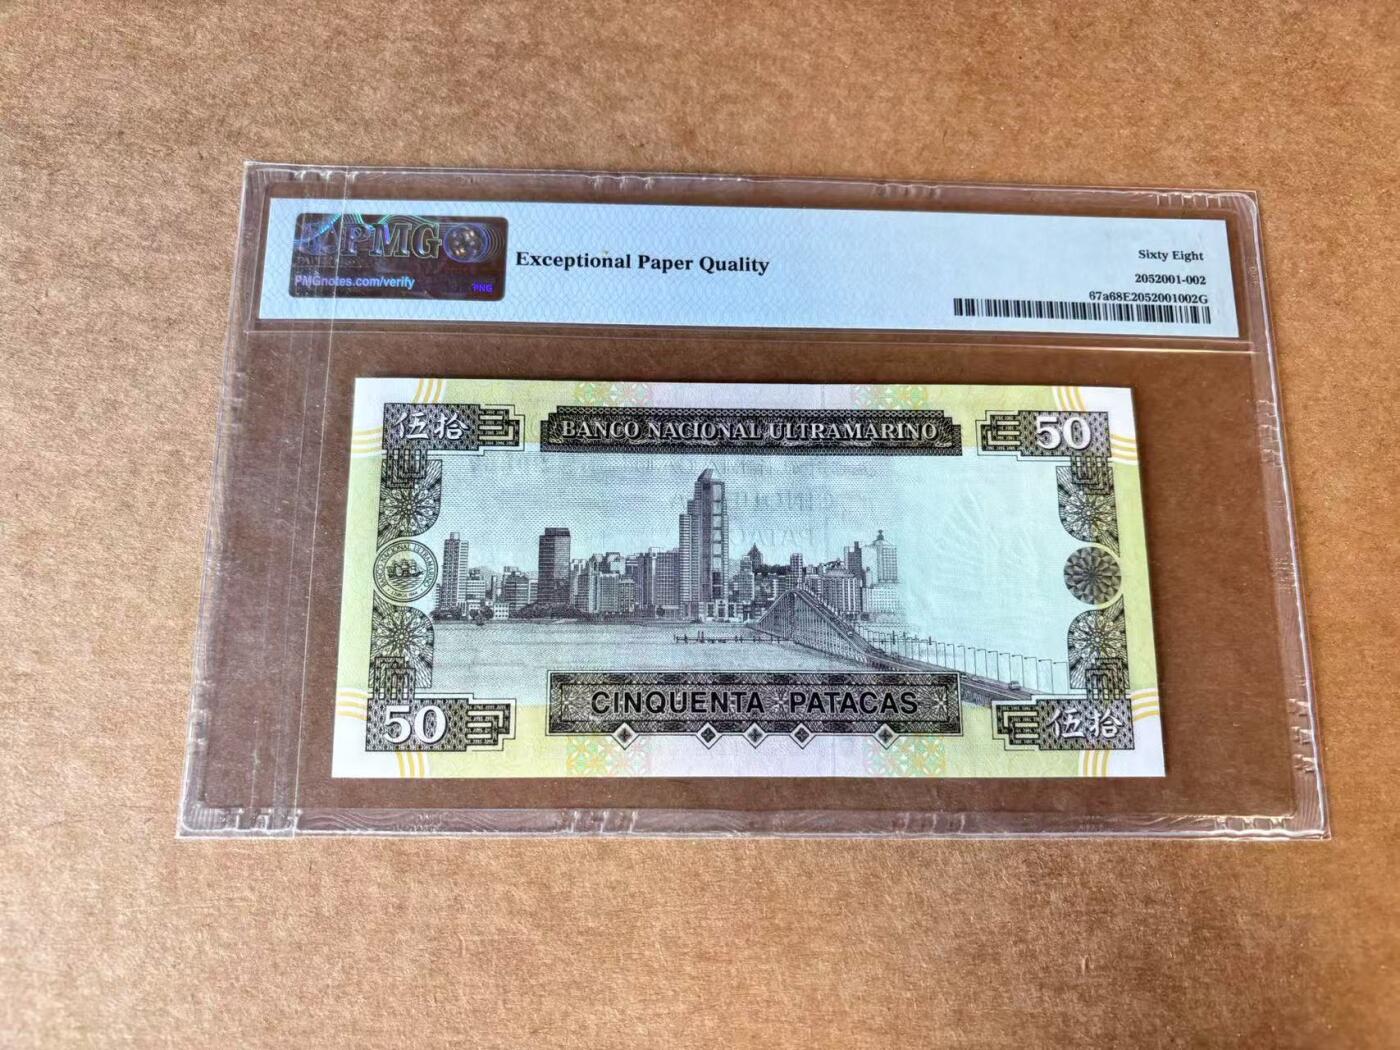 PMG
PMGnotes.com/verify
PNG
Exceptional Paper Quality
Sixty Eight
2052001-002
67a68E2052001002G
伍拾
BANCO NACIONAL ULTRAMARINO
50
CINQUENTA PATACAS
50
伍拾